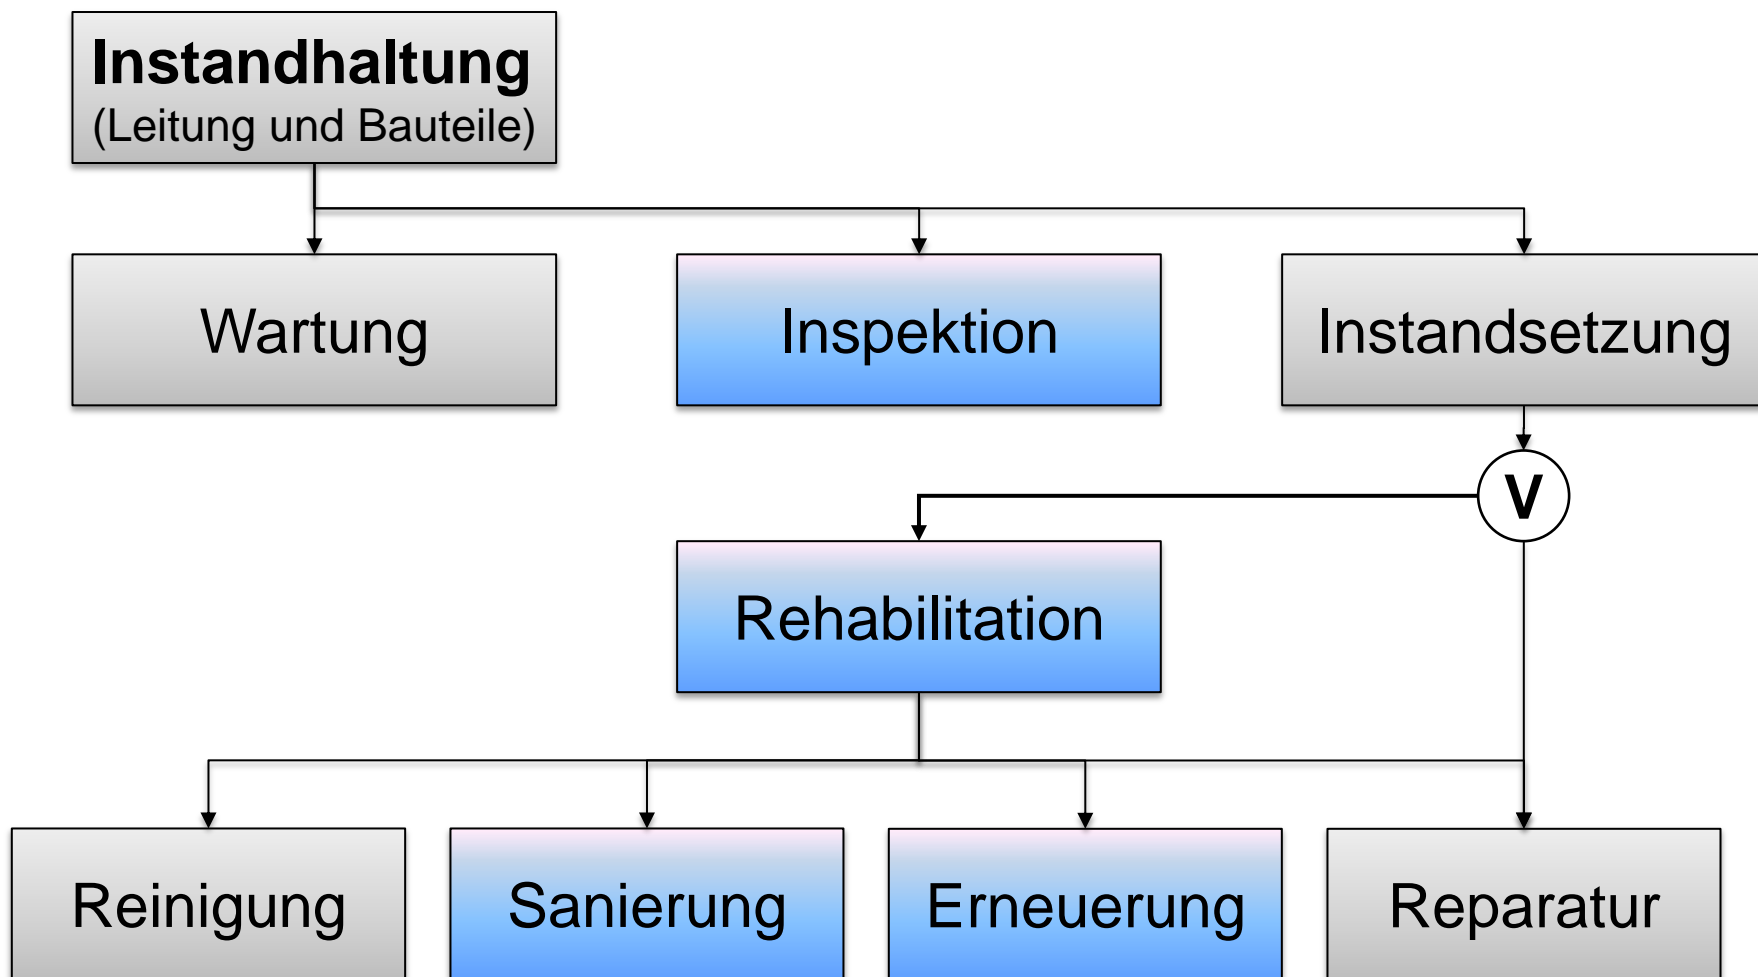 Instandhaltung
(Leitung und Bauteile)
Wartung
Inspektion
Instandsetzung
V
Rehabilitation
Reinigung
Sanierung
Erneuerung
Reparatur